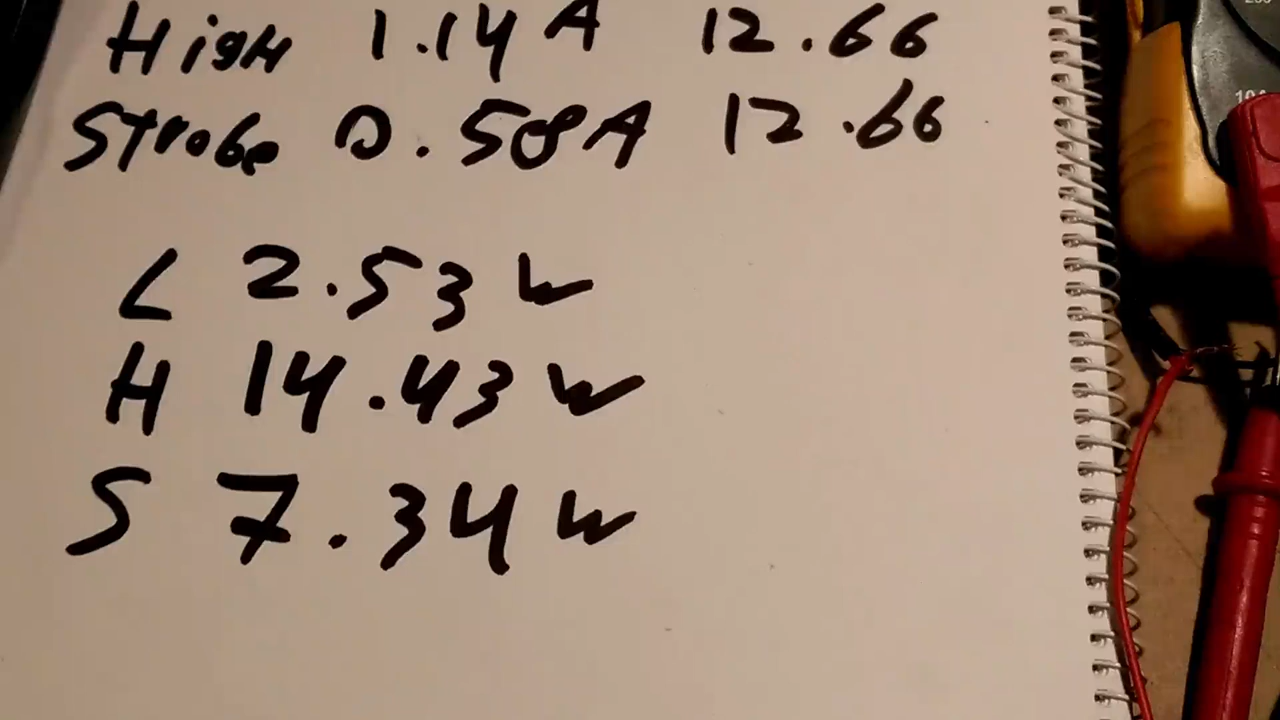 High 1.14A 12.66
Strobe 0.58A 12.66
L 2.53W
H 14.43W
S 7.34W